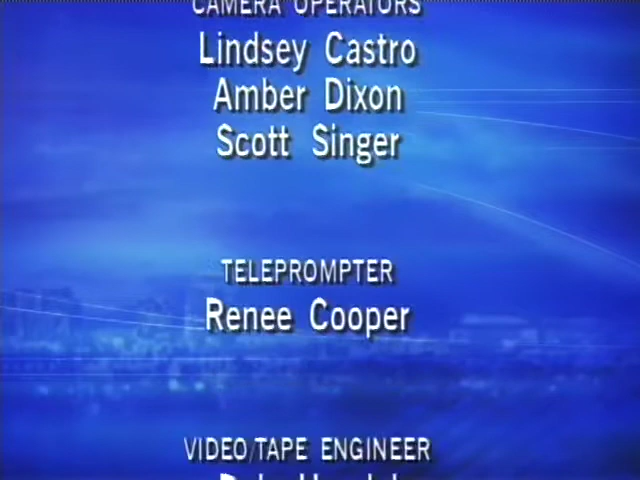 CAMERA OPERATORS
Lindsey Castro
Amber Dixon
Scott Singer
TELEPROMPTER
Renee Cooper
VIDEO/TAPE ENGINEER